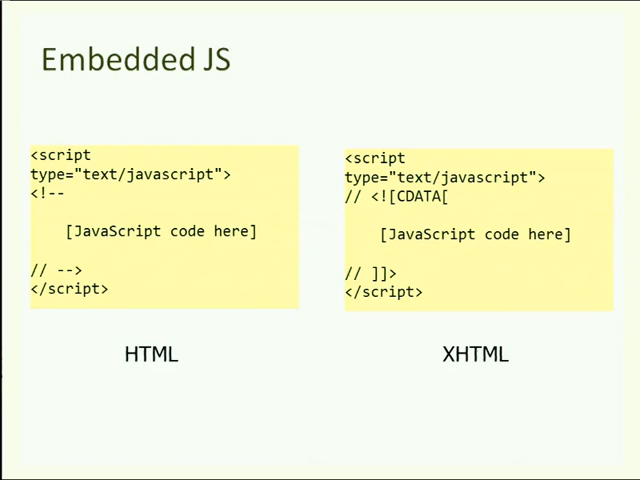 Embedded JS
<script
type="text/javascript">
<!--
[JavaScript code here]
// -->
</script>
HTML
<script
type="text/javascript">
// <![CDATA[
[JavaScript code here]
// ]]>
</script>
XHTML